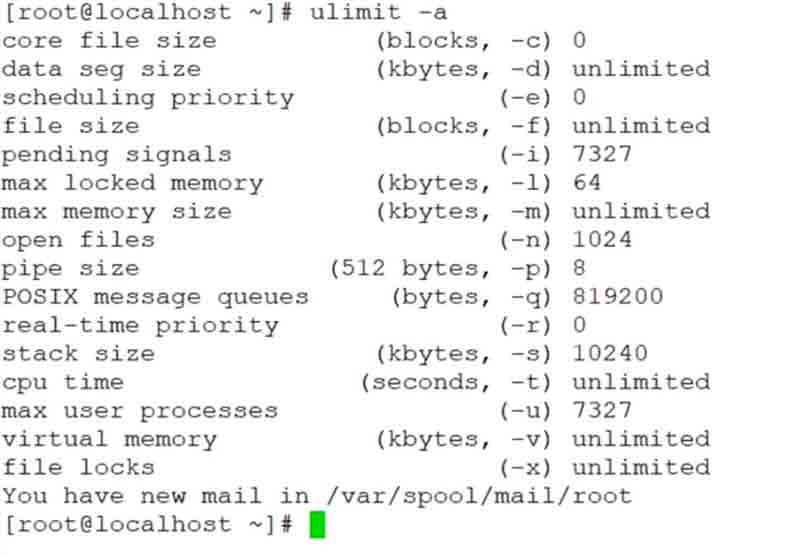 [root@localhost ~]# ulimit -a
core file size          (blocks, -c) 0
data seg size           (kbytes, -d) unlimited
scheduling priority             (-e) 0
file size               (blocks, -f) unlimited
pending signals                 (-i) 7327
max locked memory       (kbytes, -l) 64
max memory size         (kbytes, -m) unlimited
open files                      (-n) 1024
pipe size            (512 bytes, -p) 8
POSIX message queues     (bytes, -q) 819200
real-time priority              (-r) 0
stack size              (kbytes, -s) 10240
cpu time               (seconds, -t) unlimited
max user processes              (-u) 7327
virtual memory          (kbytes, -v) unlimited
file locks                      (-x) unlimited
You have new mail in /var/spool/mail/root
[root@localhost ~]#